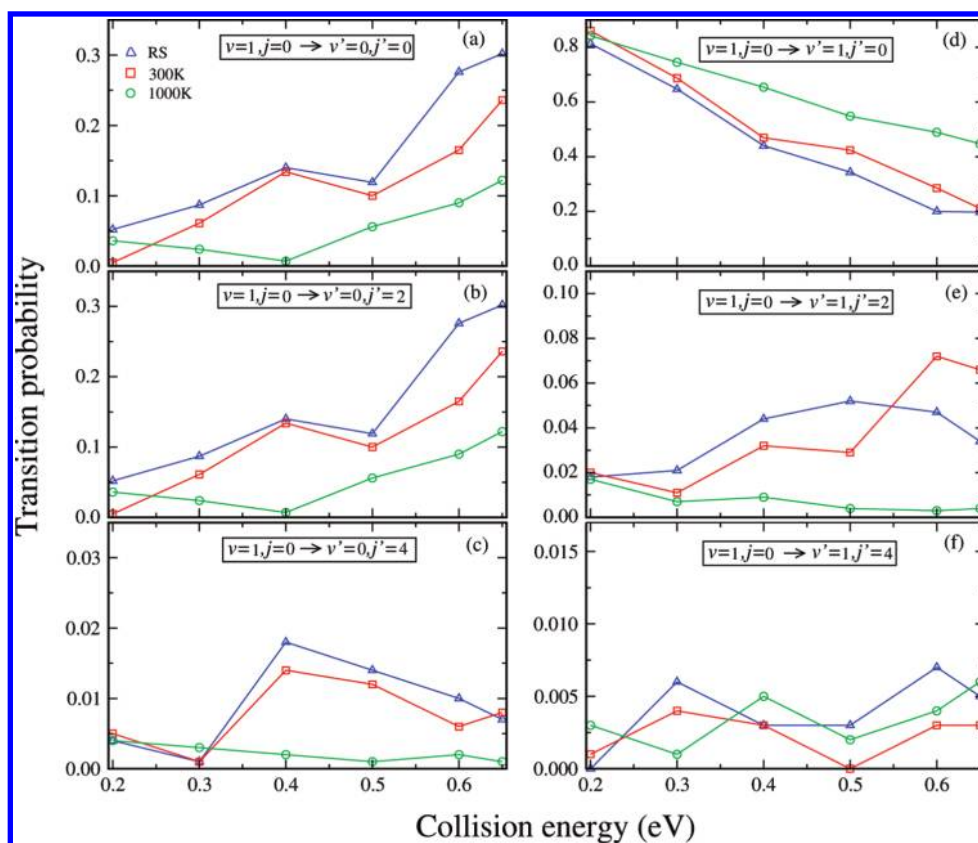 Transition probability
RS
300K
1000K
v=1,j=0 → v'=0,j'=0
(a)
0.3
0.2
0.1
0.0
v=1,j=0 → v'=0,j'=2
(b)
0.3
0.2
0.1
0.0
v=1,j=0 → v'=0,j'=4
(c)
0.03
0.02
0.01
0.00
0.2 0.3 0.4 0.5 0.6
v=1,j=0 → v'=1,j'=0
(d)
0.8
0.6
0.4
0.2
0.0
v=1,j=0 → v'=1,j'=2
(e)
0.10
0.08
0.06
0.04
0.02
0.00
v=1,j=0 → v'=1,j'=4
(f)
0.015
0.010
0.005
0.000
0.2 0.3 0.4 0.5 0.6
Collision energy (eV)